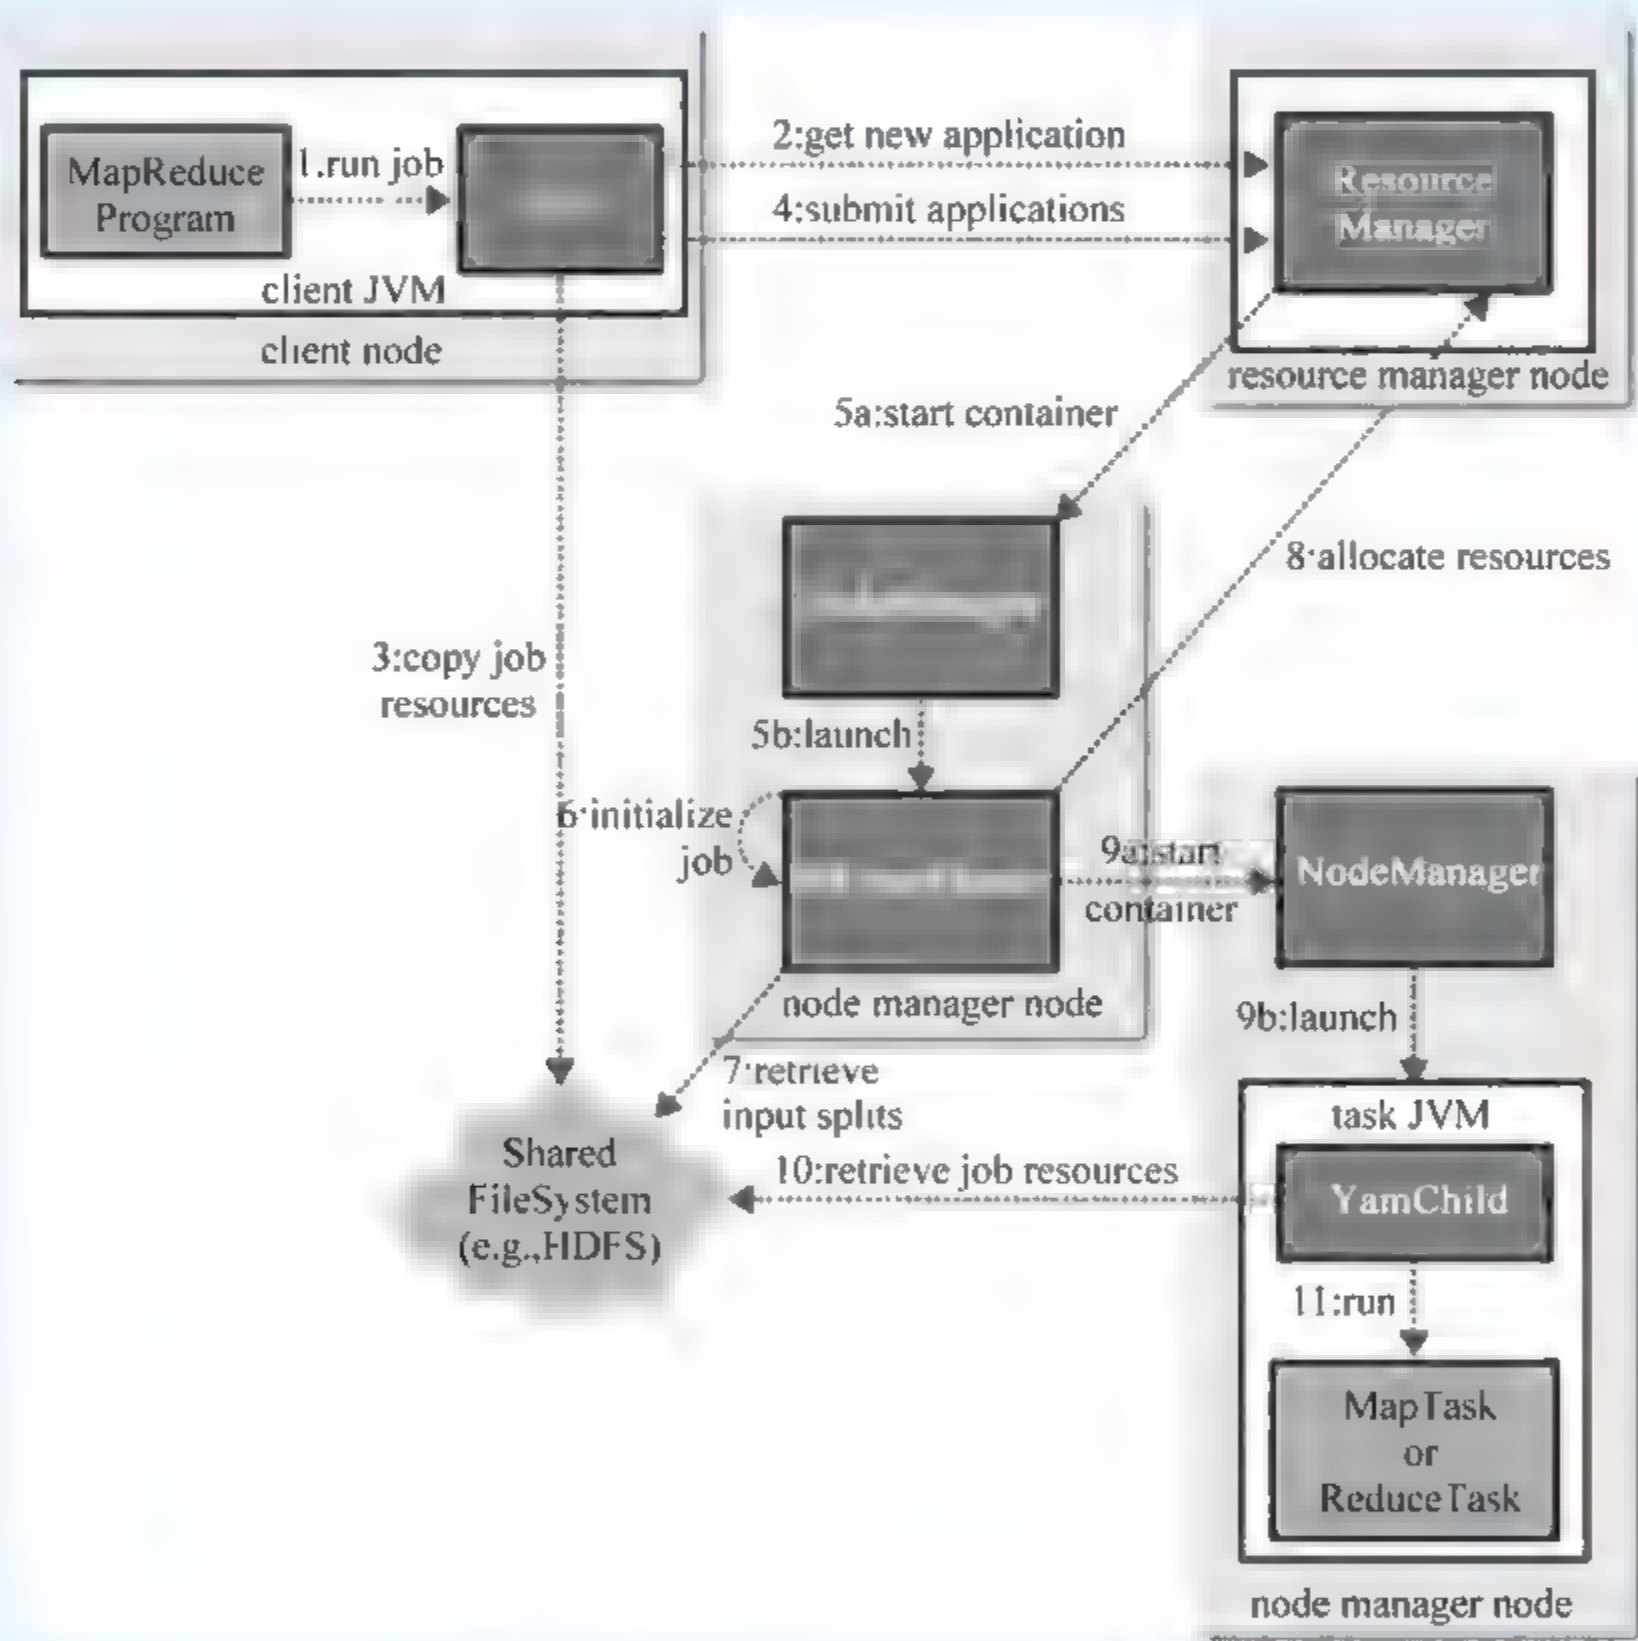 MapReduce
Program
1.run job
client JVM
client node
2:get new application
4:submit applications
Resource
Manager
resource manager node
5a:start container
8:allocate resources
3:copy job
resources
5b:launch
6:initialize
job
9a:start
container
NodeManager
node manager node
9b:launch
7:retrieve
input splits
task JVM
Shared
FileSystem
(e.g.,HDFS)
10:retrieve job resources
YamChild
11:run
MapTask
or
ReduceTask
node manager node